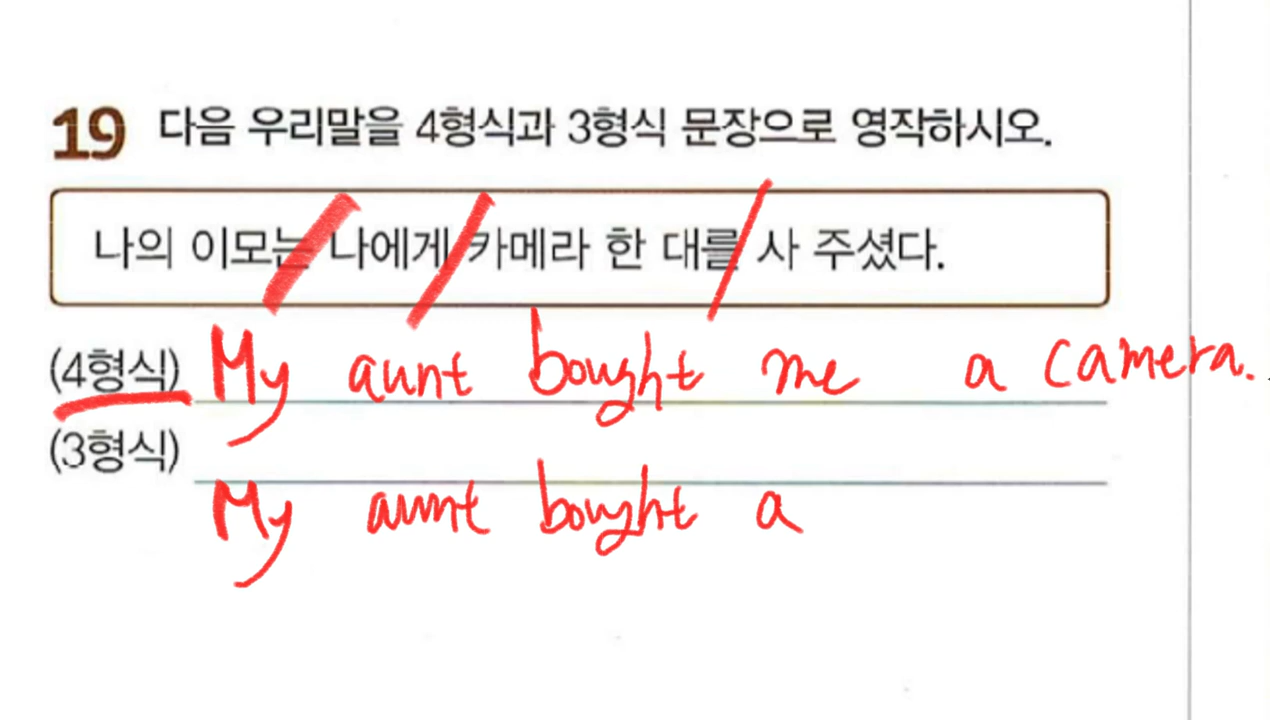 19 다음 우리말을 4형식과 3형식 문장으로 영작하시오.
나의 이모는 나에게 카메라 한 대를 사 주셨다.
(4형식) My aunt bought me a camera.
(3형식)
My aunt bought a